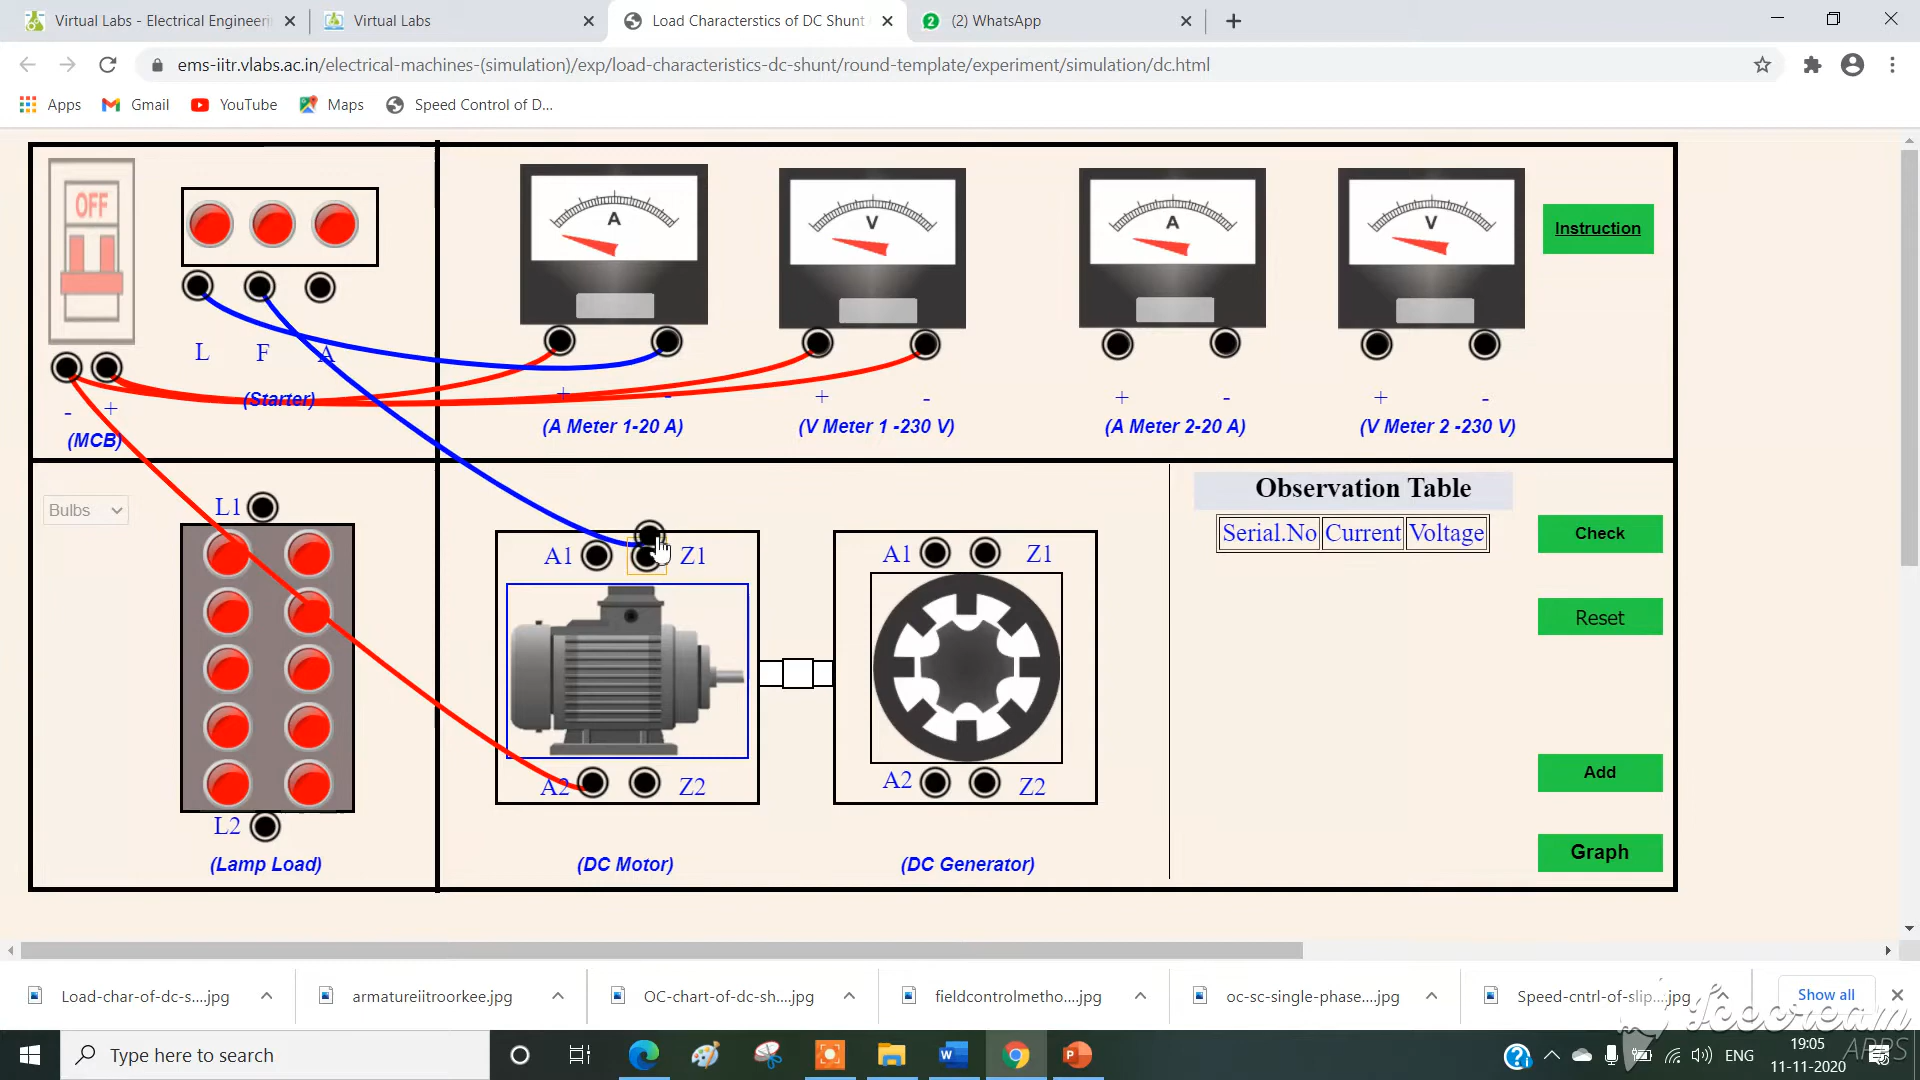 Virtual Labs - Electrical Engineerin
Virtual Labs
Load Characterstics of DC Shunt
(2) WhatsApp
ems-iitr.vlabs.ac.in/electrical-machines-(simulation)/exp/load-characteristics-dc-shunt/round-template/experiment/simulation/dc.html
Apps Gmail YouTube Maps Speed Control of D...
OFF
A V A V
Instruction
L F A
- +
(Starter)
(MCB)
+ - + - + - + -
(A Meter 1-20 A) (V Meter 1 -230 V) (A Meter 2-20 A) (V Meter 2 -230 V)
Observation Table
Serial.No Current Voltage
Bulbs
L1
A1 Z1 A1 Z1
Check
Reset
A2 Z2 A2 Z2
Add
L2
Graph
(Lamp Load) (DC Motor) (DC Generator)
Load-char-of-dc-s....jpg armatureiitroorkee.jpg OC-chart-of-dc-sh....jpg fieldcontrolmetho....jpg oc-sc-single-phase....jpg Speed-cntrl-of-slip....jpg Show all
Icecream
APPS
Type here to search
ENG
19:05
11-11-2020